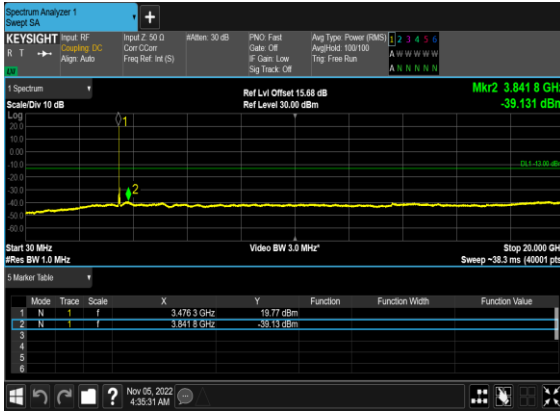 Spectrum Analyzer 1
Swept SA
+
KEYSIGHT Input: RF Input Z: 50 Ω #Atten: 30 dB PNO: Fast Avg Type: Power (RMS) 1 2 3 4 5 6
R T Coupling: DC Corr CCorr Gate: Off Avg|Hold: 100/100 A W W W W W
Align: Auto Freq Ref: Int (S) IF Gain: Low Trig: Free Run
Sig Track: Off A N N N N N
1 Spectrum
Scale/Div 10 dB
Ref Lvl Offset 15.68 dB
Ref Level 30.00 dBm
Mkr2 3.841 8 GHz
-39.131 dBm
Log
20.0
10.0
0.00
-10.0
-20.0
-30.0
-40.0
-50.0
-60.0
1
2
DL1 -13.00 dBm
Start 30 MHz Video BW 3.0 MHz* Stop 20.000 GHz
#Res BW 1.0 MHz Sweep ~38.3 ms (40001 pts)
5 Marker Table
Mode Trace Scale X Y Function Function Width Function Value
1 N 1 f 3.476 3 GHz 19.77 dBm
2 N 1 f 3.841 8 GHz -39.13 dBm
3
4
5
6
?
Nov 05, 2022
4:35:31 AM